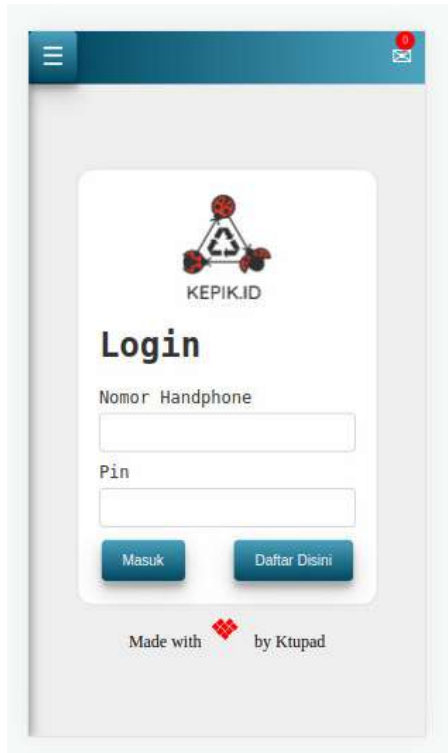 0
KEPIK.ID
Login
Nomor Handphone
Pin
Masuk Daftar Disini
Made with by Ktupad